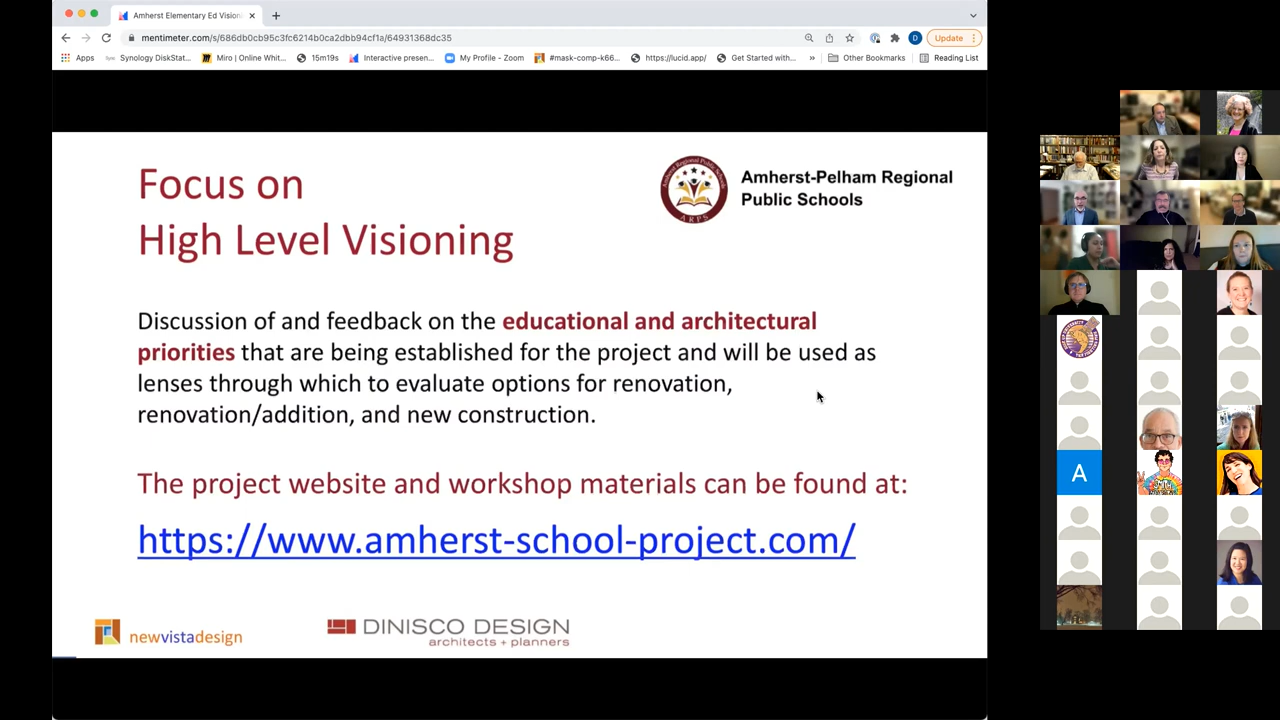 Amherst Elementary Ed Vision
mentimeter.com/s/686db0cb95c3fc6214b0ca2dbb94cf1a/64931368dc35
D
Update
Apps
Synology DiskStat...
Miro | Online Whit...
15m19s
Interactive presen...
My Profile - Zoom
#mask-comp-k66...
https://lucid.app/
Get Started with...
»
Other Bookmarks
Reading List
Focus on
High Level Visioning
Amherst Regional Public Schools
A R P S
Amherst-Pelham Regional
Public Schools
Discussion of and feedback on the educational and architectural
priorities that are being established for the project and will be used as
lenses through which to evaluate options for renovation,
renovation/addition, and new construction.
The project website and workshop materials can be found at:
https://www.amherst-school-project.com/
newvistadesign
DINISCO DESIGN
architects + planners
A